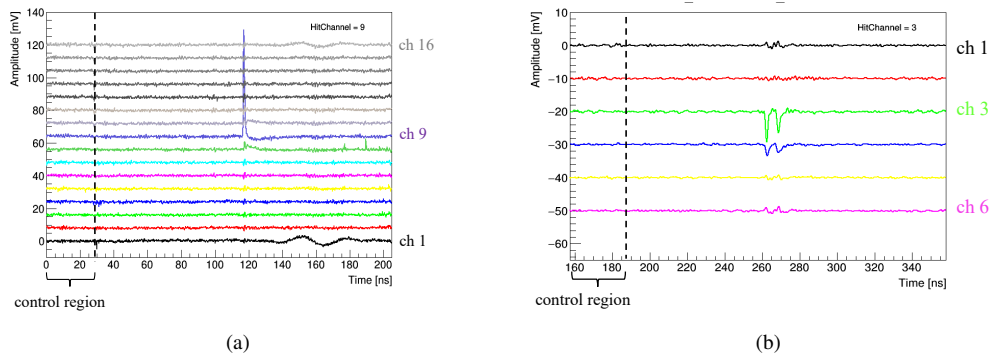 HitChannel = 9
Amplitude [mV]
140
120
100
80
60
40
20
0
ch 16
ch 9
ch 1
0 20 40 60 80 100 120 140 160 180 200
Time [ns]
control region
(a)
HitChannel = 3
Amplitude [mV]
10
0
−10
−20
−30
−40
−50
−60
ch 1
ch 3
ch 6
160 180 200 220 240 260 280 300 320 340
Time [ns]
control region
(b)